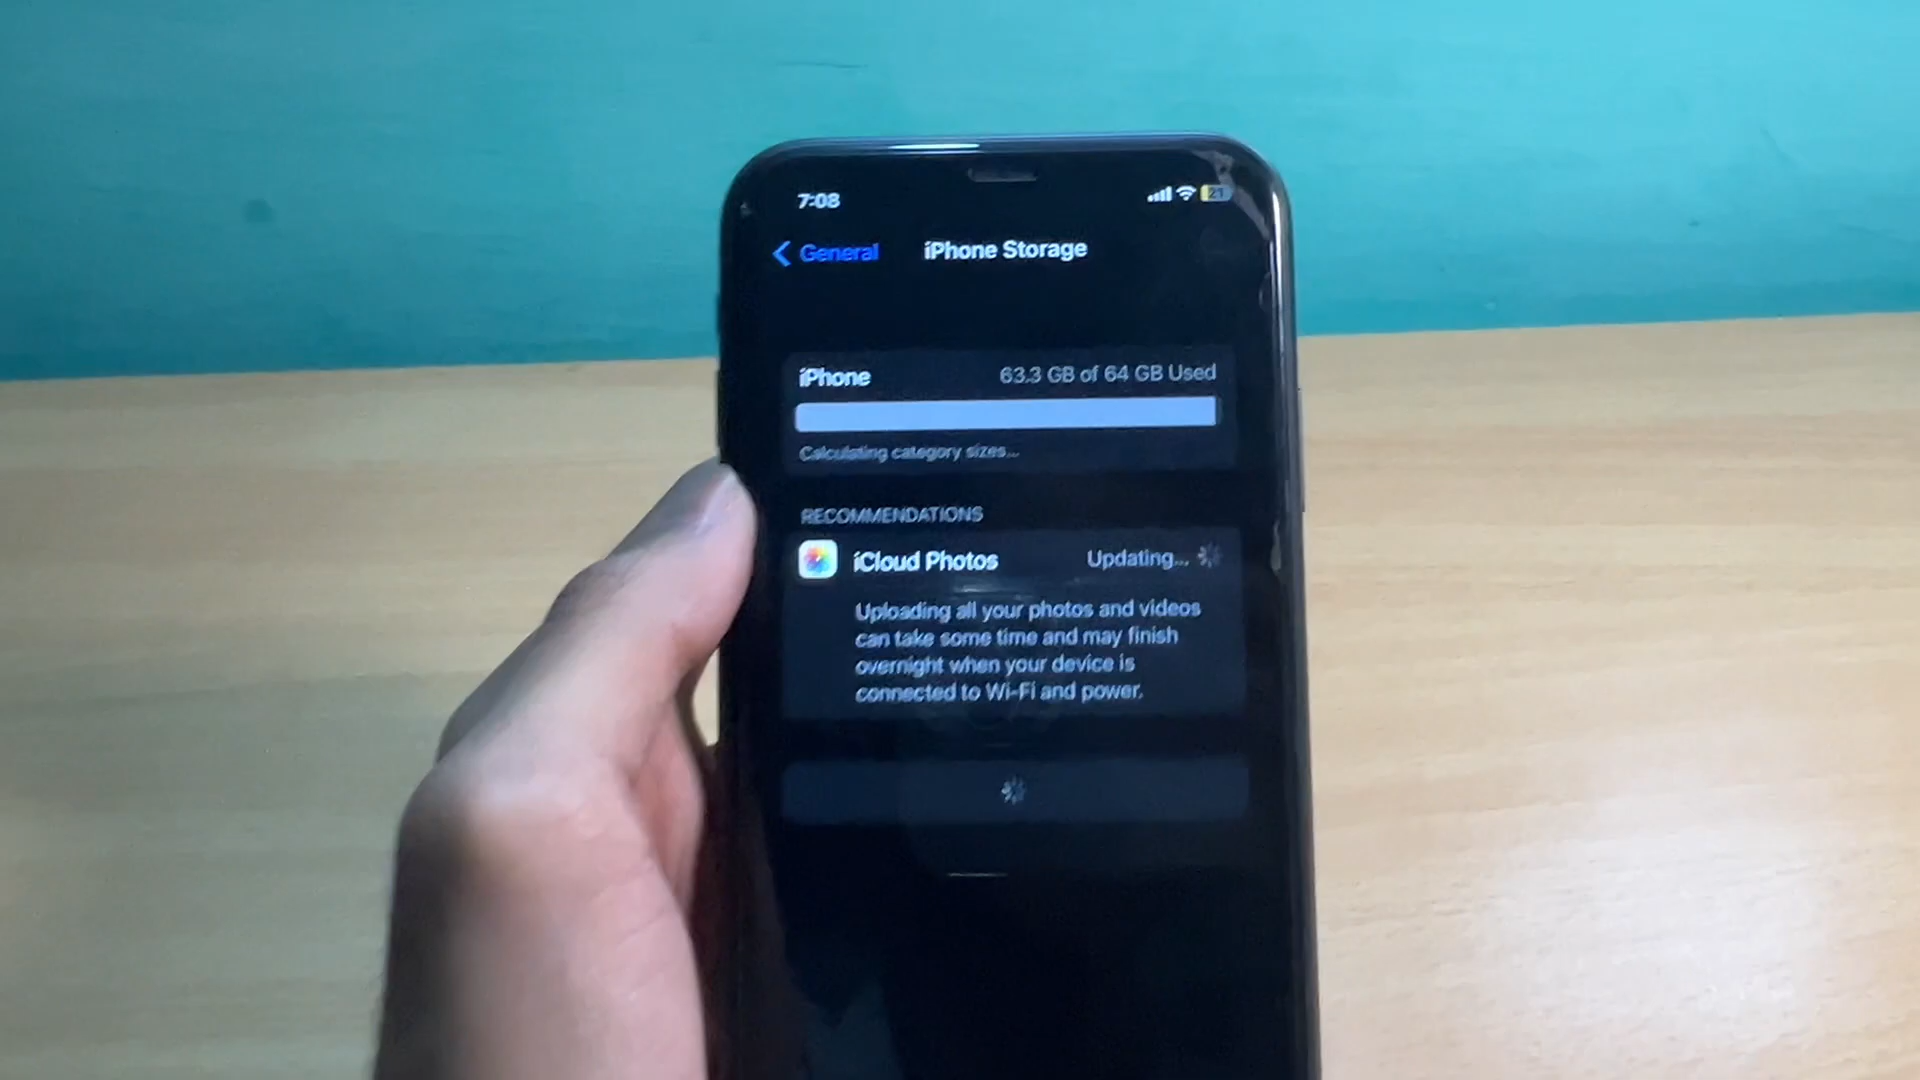 7:08
21
General
iPhone Storage
iPhone
63.3 GB of 64 GB Used
Calculating category sizes...
RECOMMENDATIONS
iCloud Photos
Updating...
Uploading all your photos and videos
can take some time and may finish
overnight when your device is
connected to Wi-Fi and power.